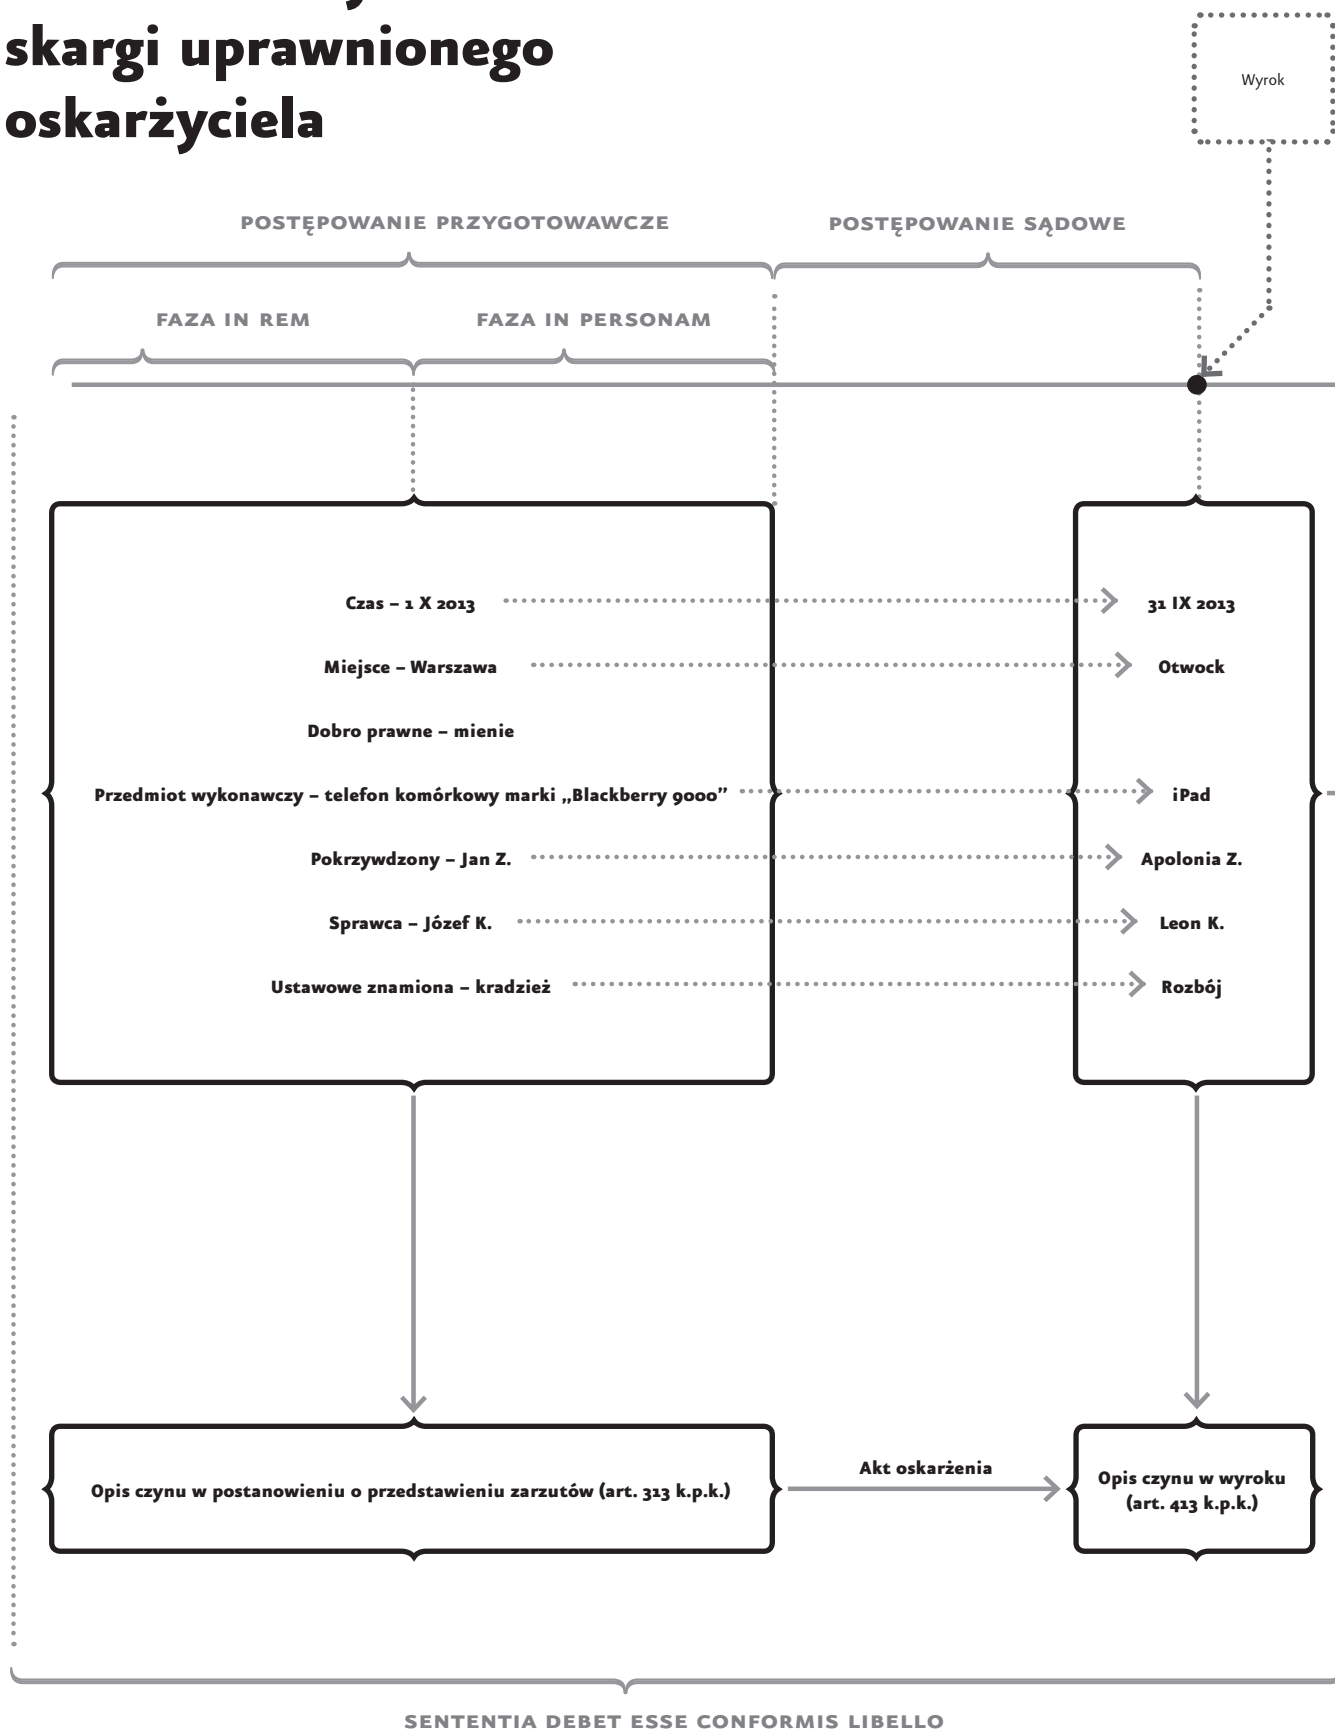 skargi uprawnionego
oskarżyciela
Wyrok
POSTĘPOWANIE PRZYGOTOWAWCZE
POSTĘPOWANIE SĄDOWE
FAZA IN REM
FAZA IN PERSONAM
Czas – 1 X 2013
31 IX 2013
Miejsce – Warszawa
Otwock
Dobro prawne – mienie
Przedmiot wykonawczy – telefon komórkowy marki „Blackberry 9000”
iPad
Pokrzywdzony – Jan Z.
Apolonia Z.
Sprawca – Józef K.
Leon K.
Ustawowe znamiona – kradzież
Rozbój
Opis czynu w postanowieniu o przedstawieniu zarzutów (art. 313 k.p.k.)
Akt oskarżenia
Opis czynu w wyroku
(art. 413 k.p.k.)
SENTENTIA DEBET ESSE CONFORMIS LIBELLO